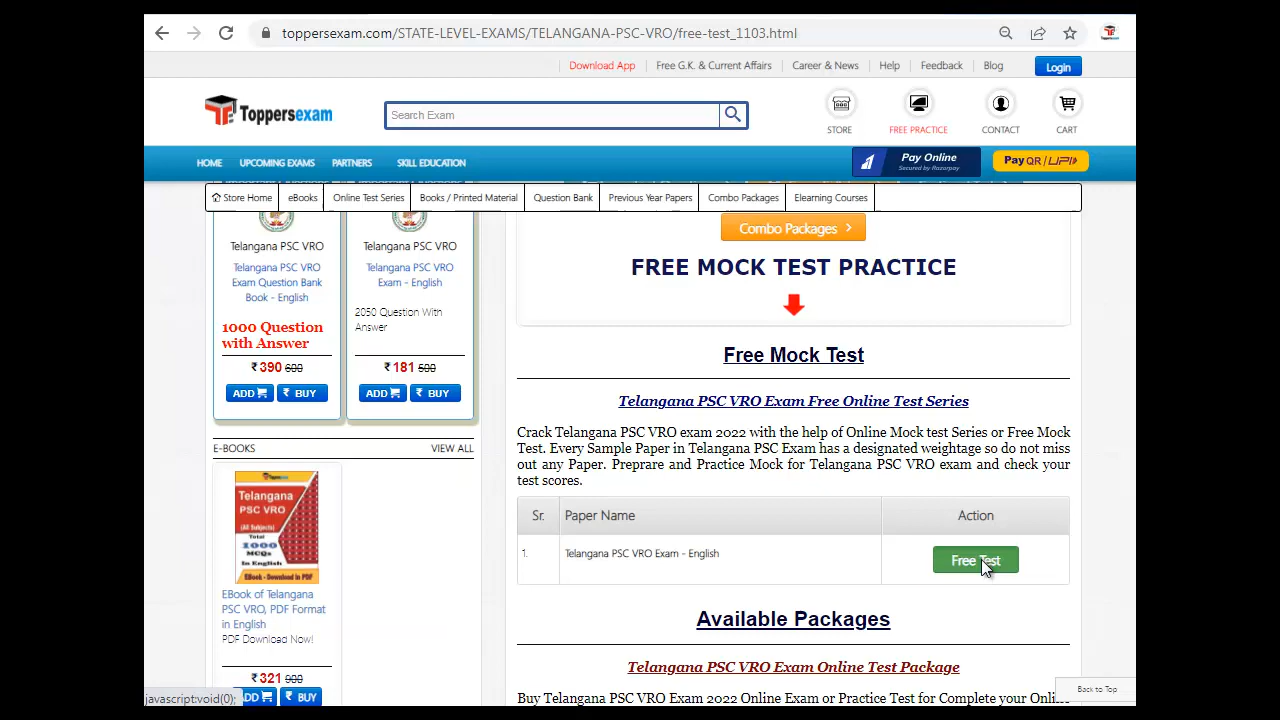 toppersexam.com/STATE-LEVEL-EXAMS/TELANGANA-PSC-VRO/free-test_1103.html
Download App
Free G.K. & Current Affairs
Career & News
Help
Feedback
Blog
Login
Toppersexam
Search Exam
STORE
FREE PRACTICE
CONTACT
CART
HOME
UPCOMING EXAMS
PARTNERS
SKILL EDUCATION
Pay Online
Secured by Razorpay
Pay QR / UPI
Store Home
eBooks
Online Test Series
Books / Printed Material
Question Bank
Previous Year Papers
Combo Packages
Elearning Courses
Telangana PSC VRO
Telangana PSC VRO
Exam Question Bank
Book - English
1000 Question
with Answer
₹ 390 600
ADD
₹ BUY
Telangana PSC VRO
Telangana PSC VRO
Exam - English
2050 Question With
Answer
₹ 181 500
ADD
₹ BUY
E-BOOKS
VIEW ALL
Toppersexam
Telangana
PSC VRO
(All Subjects)
Total
1000
MCQs
In English
EBook - Download in PDF
EBook of Telangana
PSC VRO, PDF Format
in English
PDF Download Now!
₹ 321 900
DD
₹ BUY
Combo Packages >
FREE MOCK TEST PRACTICE
Free Mock Test
Telangana PSC VRO Exam Free Online Test Series
Crack Telangana PSC VRO exam 2022 with the help of Online Mock test Series or Free Mock
Test. Every Sample Paper in Telangana PSC Exam has a designated weightage so do not miss
out any Paper. Preprare and Practice Mock for Telangana PSC VRO exam and check your
test scores.
Sr.
Paper Name
Action
1.
Telangana PSC VRO Exam - English
Free Test
Available Packages
Telangana PSC VRO Exam Online Test Package
Buy Telangana PSC VRO Exam 2022 Online Exam or Practice Test for Complete your Onli
Back to Top
javascript:void(0);